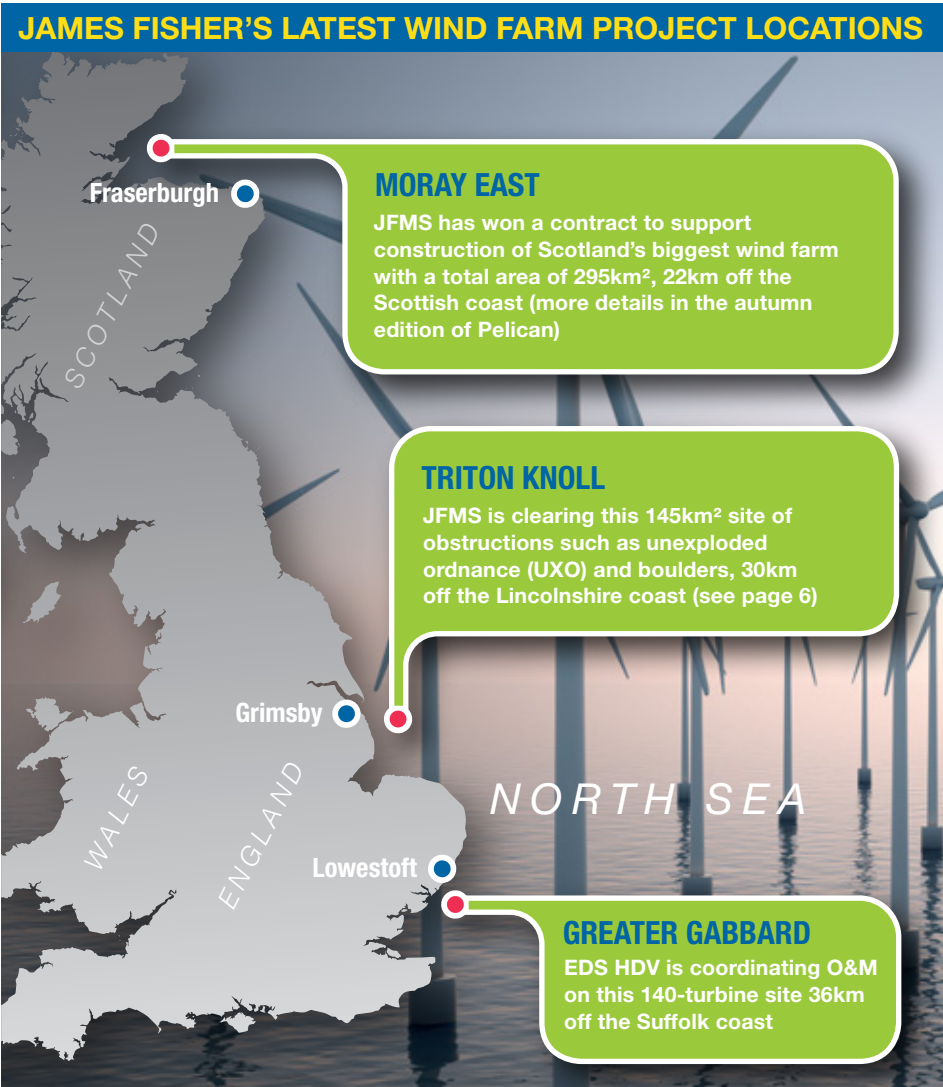 JAMES FISHER'S LATEST WIND FARM PROJECT LOCATIONS
MORAY EAST
JFMS has won a contract to support
construction of Scotland's biggest wind farm
with a total area of 295km², 22km off the
Scottish coast (more details in the autumn
edition of Pelican)
Fraserburgh
SCOTLAND
TRITON KNOLL
JFMS is clearing this 145km² site of
obstructions such as unexploded
ordnance (UXO) and boulders, 30km
off the Lincolnshire coast (see page 6)
Grimsby
NORTH SEA
WALES
ENGLAND
Lowestoft
GREATER GABBARD
EDS HDV is coordinating O&M
on this 140-turbine site 36km
off the Suffolk coast